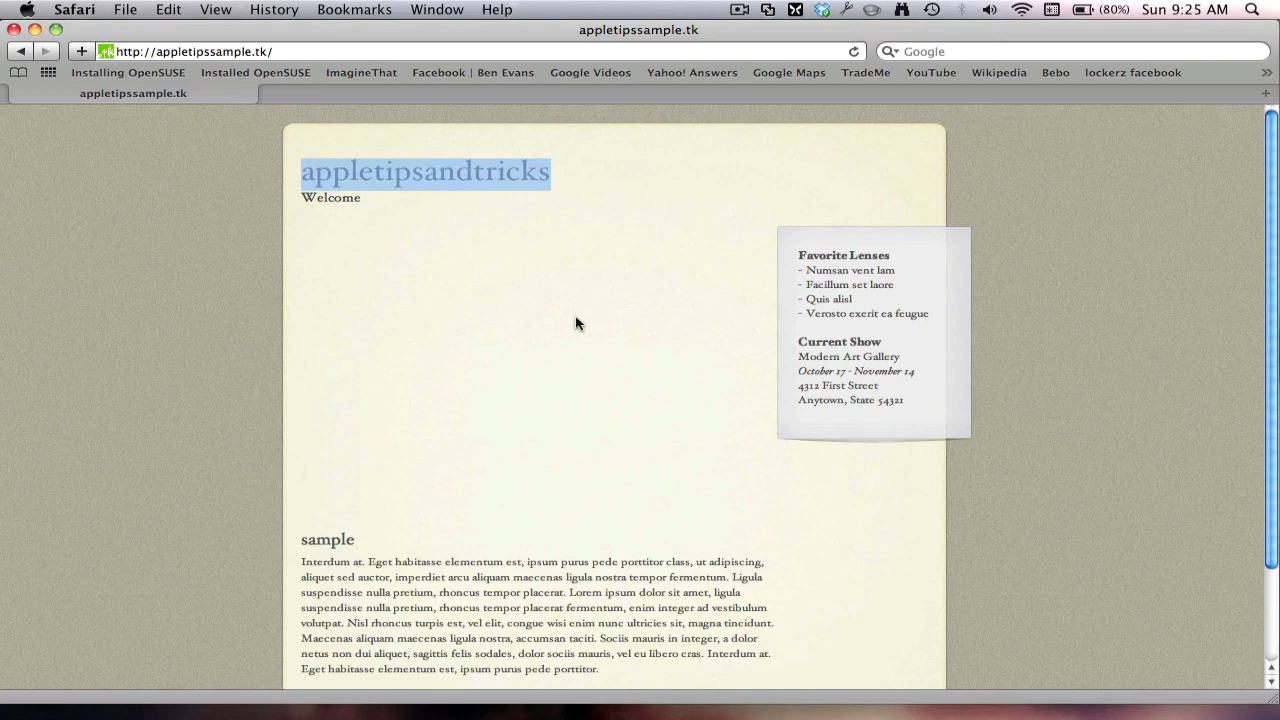 Safari File Edit View History Bookmarks Window Help (80%) Sun 9:25 AM
appletipssample.tk
http://appletipssample.tk/ Google
Installing OpenSUSE Installed OpenSUSE ImagineThat Facebook | Ben Evans Google Videos Yahoo! Answers Google Maps TradeMe YouTube Wikipedia Bebo lockerz facebook
appletipssample.tk
appletipsandtricks
Welcome
Favorite Lenses
- Numsan vent lam
- Facillum set laore
- Quis alisl
- Verosto exerit ea feugue
Current Show
Modern Art Gallery
October 17 - November 14
4312 First Street
Anytown, State 54321
sample
Interdum at. Eget habitasse elementum est, ipsum purus pede porttitor class, ut adipiscing,
aliquet sed auctor, imperdiet arcu aliquam maecenas ligula nostra tempor fermentum. Ligula
suspendisse nulla pretium, rhoncus tempor placerat. Lorem ipsum dolor sit amet, ligula
suspendisse nulla pretium, rhoncus tempor placerat fermentum, enim integer ad vestibulum
volutpat. Nisl rhoncus turpis est, vel elit, congue wisi enim nunc ultricies sit, magna tincidunt.
Maecenas aliquam maecenas ligula nostra, accumsan taciti. Sociis mauris in integer, a dolor
netus non dui aliquet, sagittis felis sodales, dolor sociis mauris, vel eu libero cras. Interdum at.
Eget habitasse elementum est, ipsum purus pede porttitor.